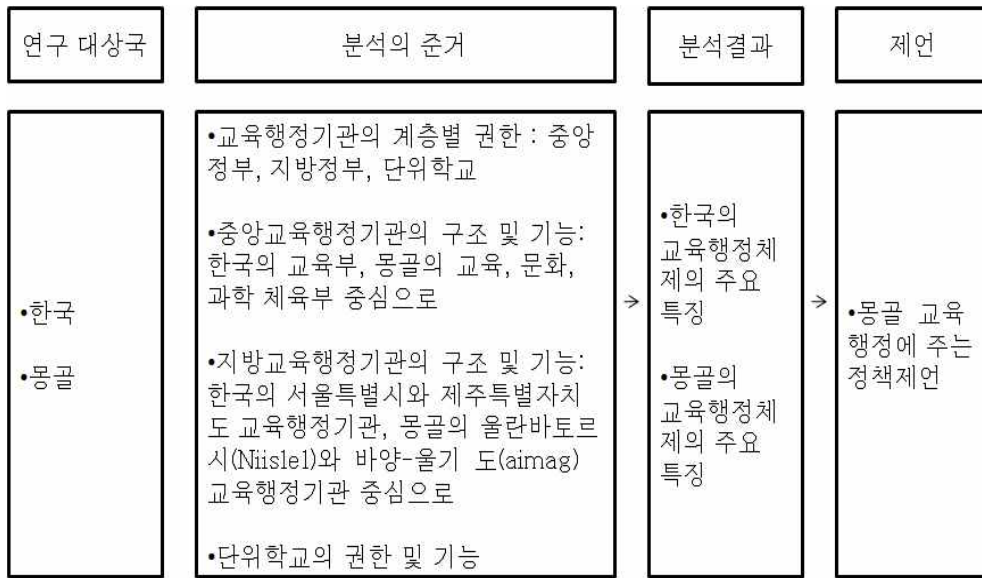 연구 대상국
분석의 준거
분석결과
제언
•한국
•몽골
•교육행정기관의 계층별 권한 : 중앙
정부, 지방정부, 단위학교
•중앙교육행정기관의 구조 및 기능:
한국의 교육부, 몽골의 교육, 문화,
과학 체육부 중심으로
•지방교육행정기관의 구조 및 기능:
한국의 서울특별시와 제주특별자치
도 교육행정기관, 몽골의 울란바토르
시(Niislel)와 바양-울기 도(aimag)
교육행정기관 중심으로
•단위학교의 권한 및 기능
→
•한국의
교육행정체
제의 주요
특징
•몽골의
교육행정체
제의 주요
특징
→
•몽골 교육
행정에 주는
정책제언